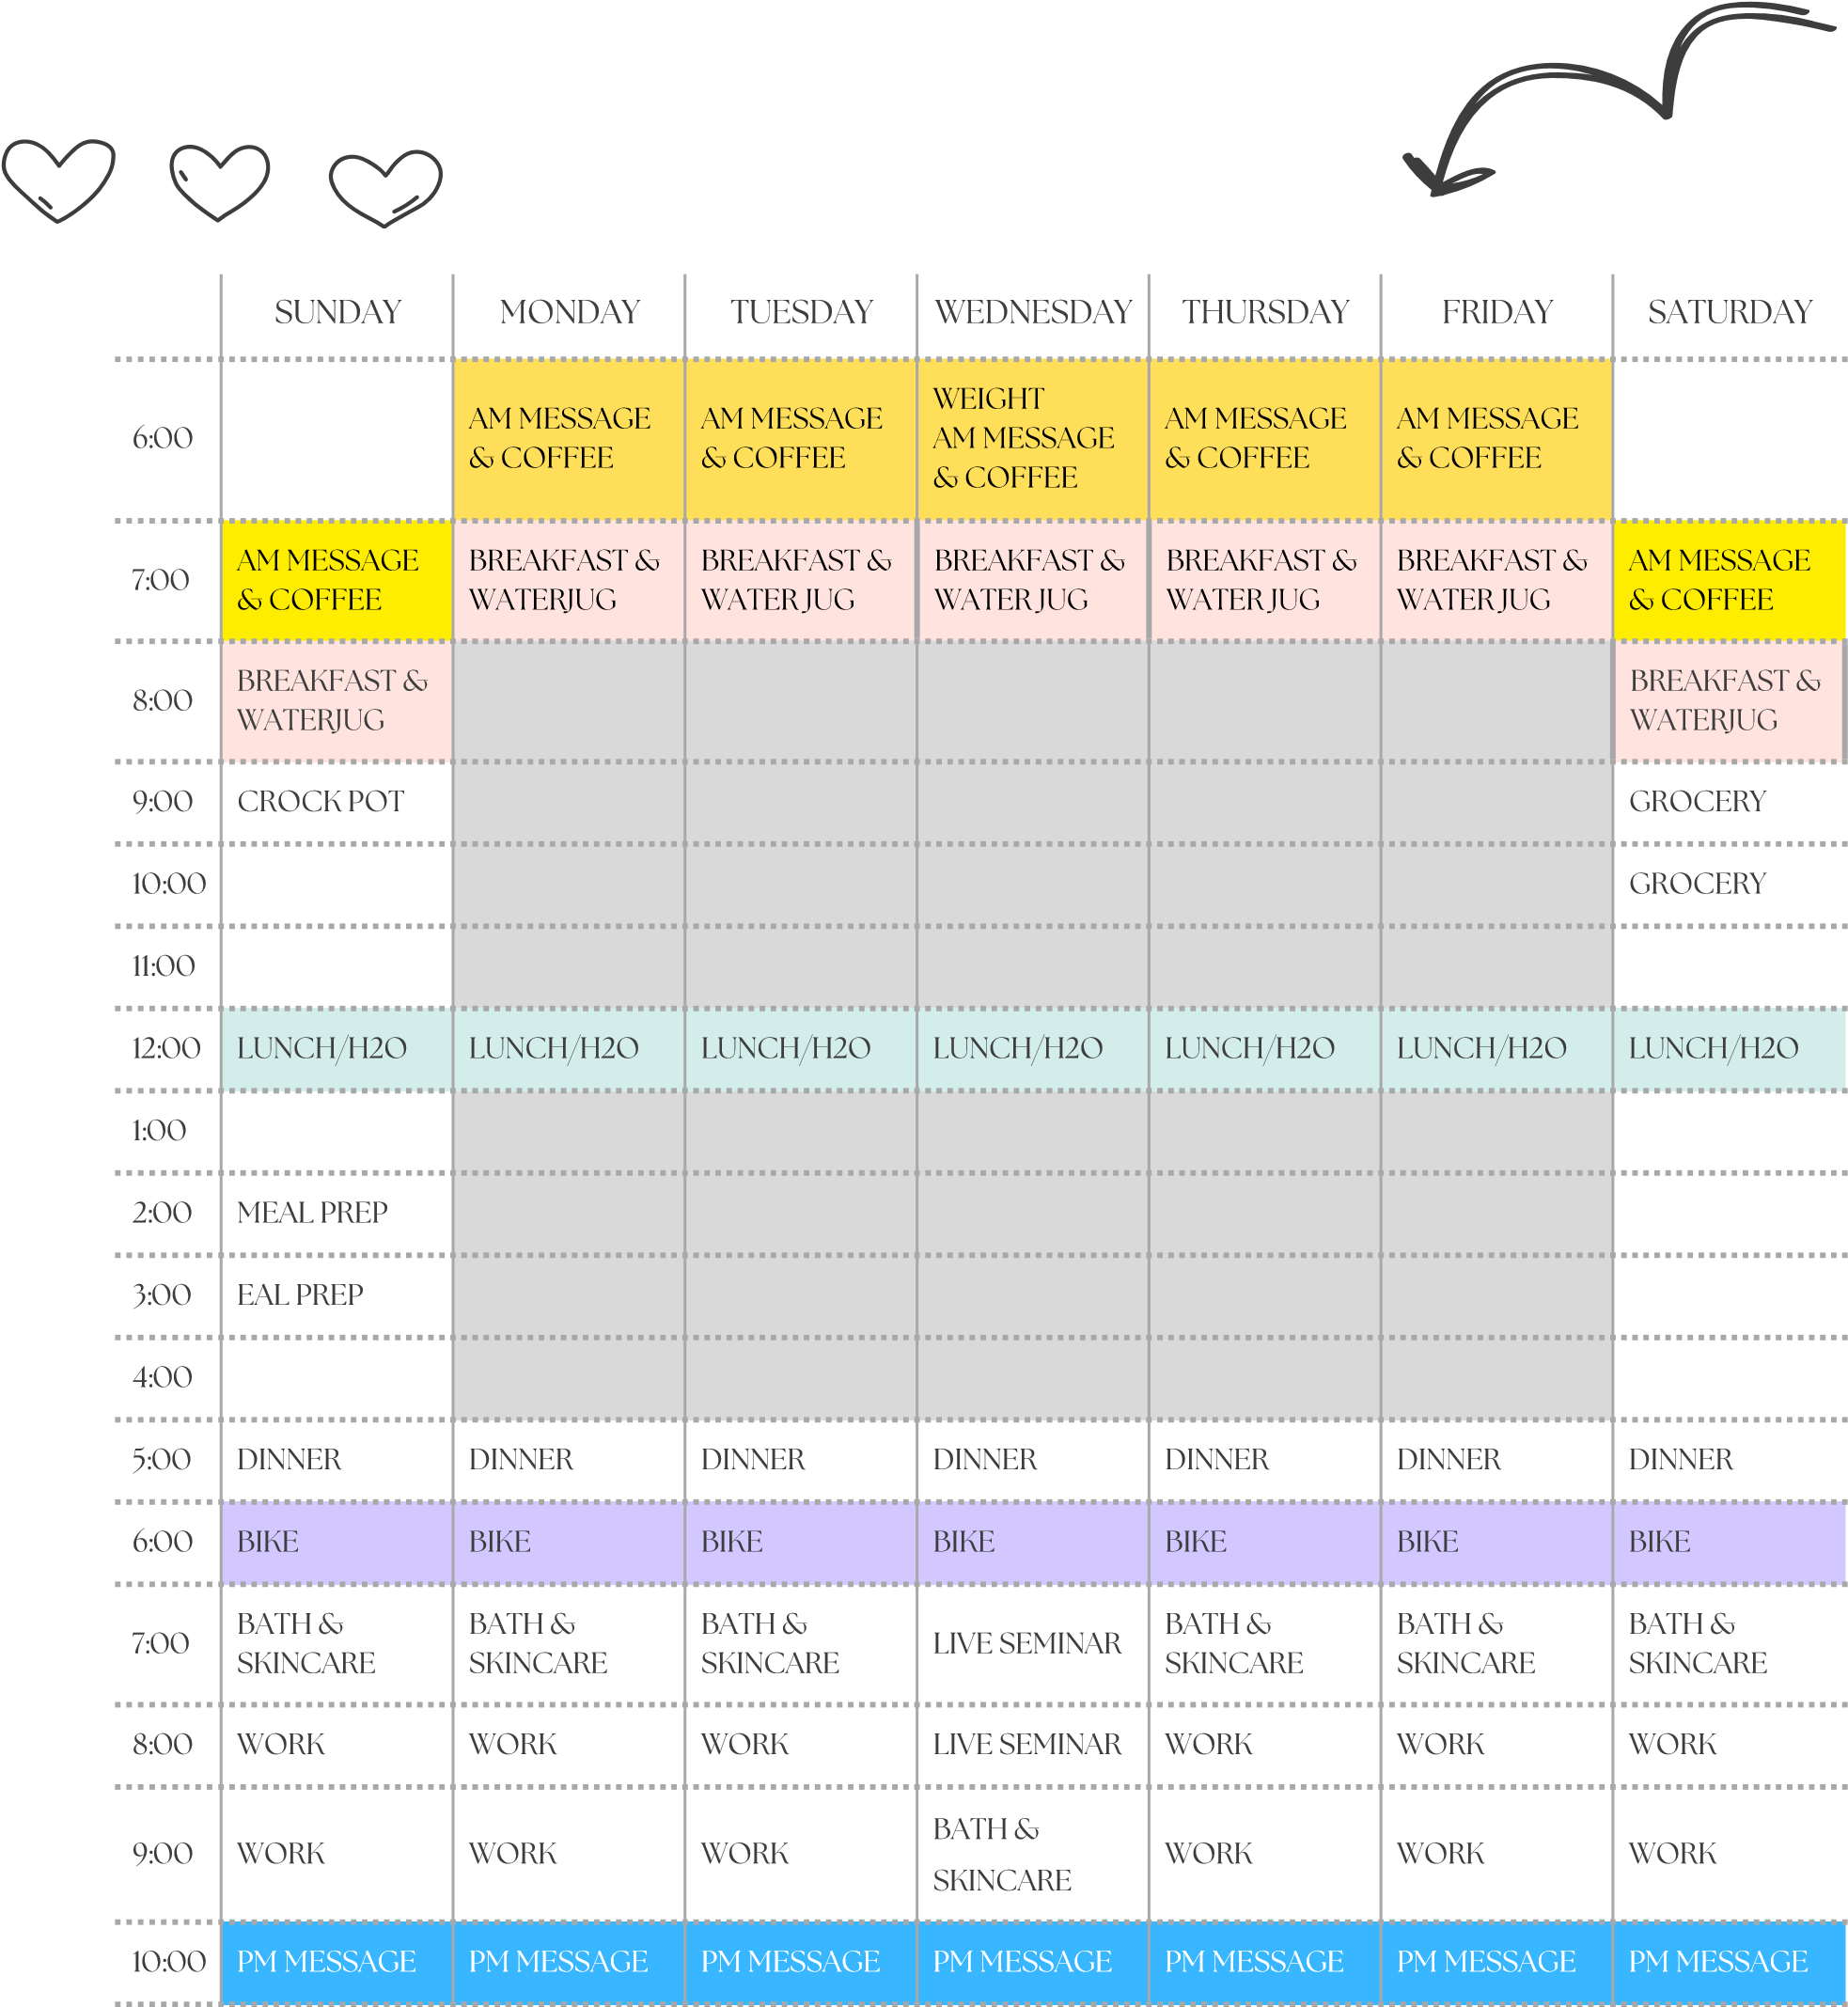 SUNDAY MONDAY TUESDAY WEDNESDAY THURSDAY FRIDAY SATURDAY
6:00
AM MESSAGE
& COFFEE
AM MESSAGE
& COFFEE
WEIGHT
AM MESSAGE
& COFFEE
AM MESSAGE
& COFFEE
AM MESSAGE
& COFFEE
7:00
AM MESSAGE
& COFFEE
BREAKFAST &
WATERJUG
BREAKFAST &
WATER JUG
BREAKFAST &
WATER JUG
BREAKFAST &
WATER JUG
BREAKFAST &
WATER JUG
AM MESSAGE
& COFFEE
8:00
BREAKFAST &
WATERJUG
BREAKFAST &
WATERJUG
9:00 CROCK POT GROCERY
10:00 GROCERY
11:00
12:00 LUNCH/H2O LUNCH/H2O LUNCH/H2O LUNCH/H2O LUNCH/H2O LUNCH/H2O LUNCH/H2O
1:00
2:00 MEAL PREP
3:00 EAL PREP
4:00
5:00 DINNER DINNER DINNER DINNER DINNER DINNER DINNER
6:00 BIKE BIKE BIKE BIKE BIKE BIKE BIKE
7:00
BATH &
SKINCARE
BATH &
SKINCARE
BATH &
SKINCARE
LIVE SEMINAR
BATH &
SKINCARE
BATH &
SKINCARE
BATH &
SKINCARE
8:00 WORK WORK WORK LIVE SEMINAR WORK WORK WORK
9:00 WORK WORK WORK
BATH &
SKINCARE
WORK WORK WORK
10:00 PM MESSAGE PM MESSAGE PM MESSAGE PM MESSAGE PM MESSAGE PM MESSAGE PM MESSAGE